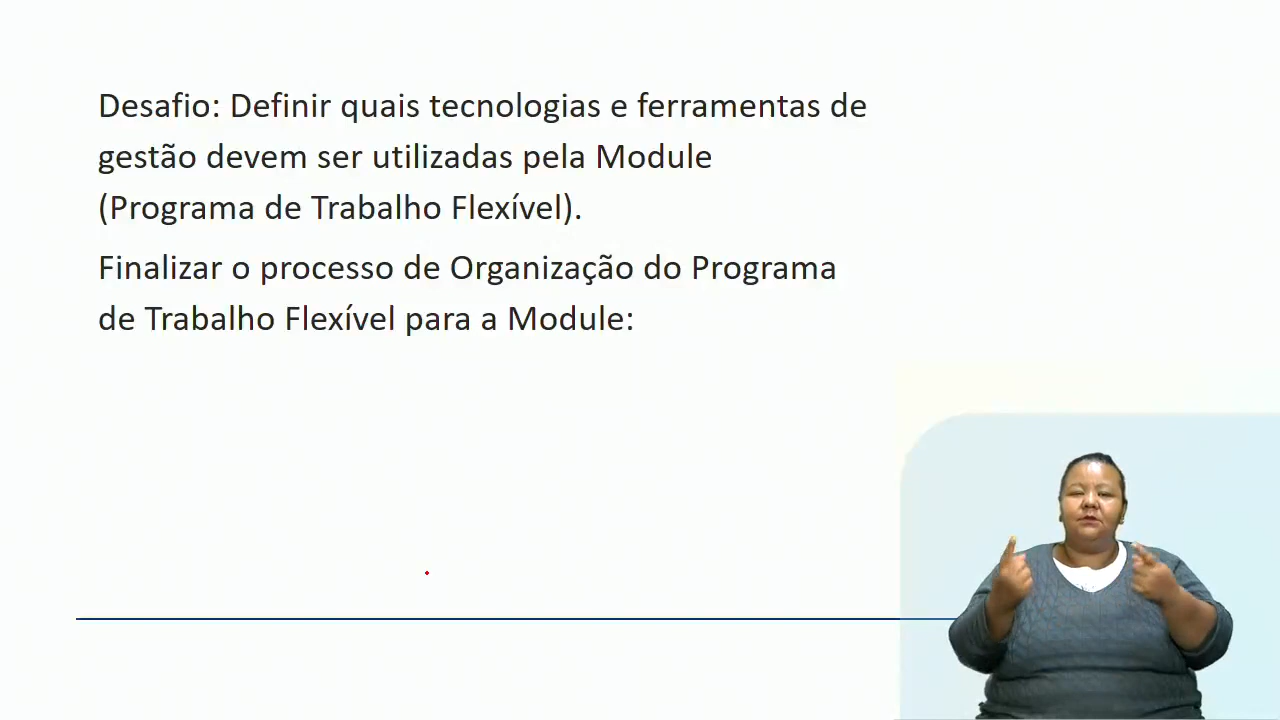 Desafio: Definir quais tecnologias e ferramentas de
gestão devem ser utilizadas pela Module
(Programa de Trabalho Flexível).
Finalizar o processo de Organização do Programa
de Trabalho Flexível para a Module: